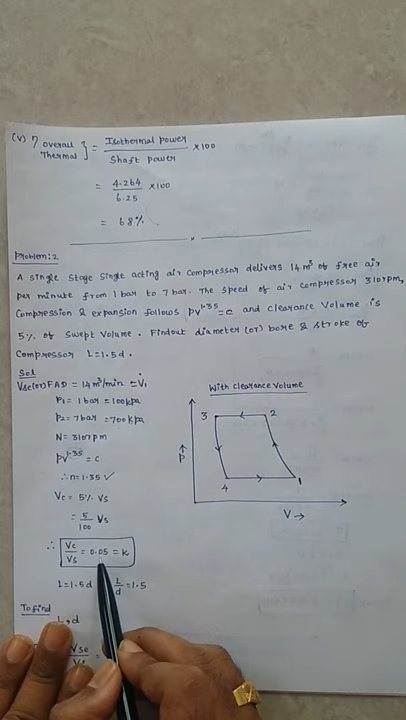 (v) η overall Thermal } = Isothermal power / Shaft power × 100
= 4.264 / 6.25 × 100
= 68%
Problem:2
A single stage single acting air compressor delivers 14 m³ of free air
per minute from 1 bar to 7 bar. The speed of air compressor 310rpm,
compression & expansion follows PV^1.35 = c and clearance volume is
5% of swept volume. Findout diameter (or) bore & stroke of
compressor L=1.5d.
Sol
Vse (or) FAD = 14 m³/min = V̇1
P1 = 1 bar = 100 kpa
P2 = 7 bar = 700 kpa
N = 310 rpm
PV^1.35 = c
∴ n = 1.35 ✓
Vc = 5% Vs
= 5/100 Vs
∴ Vc/Vs = 0.05 = k
L = 1.5 d L/d = 1.5
To find
L, d
Vse
With clearance volume
3 2
P
4 1
V →